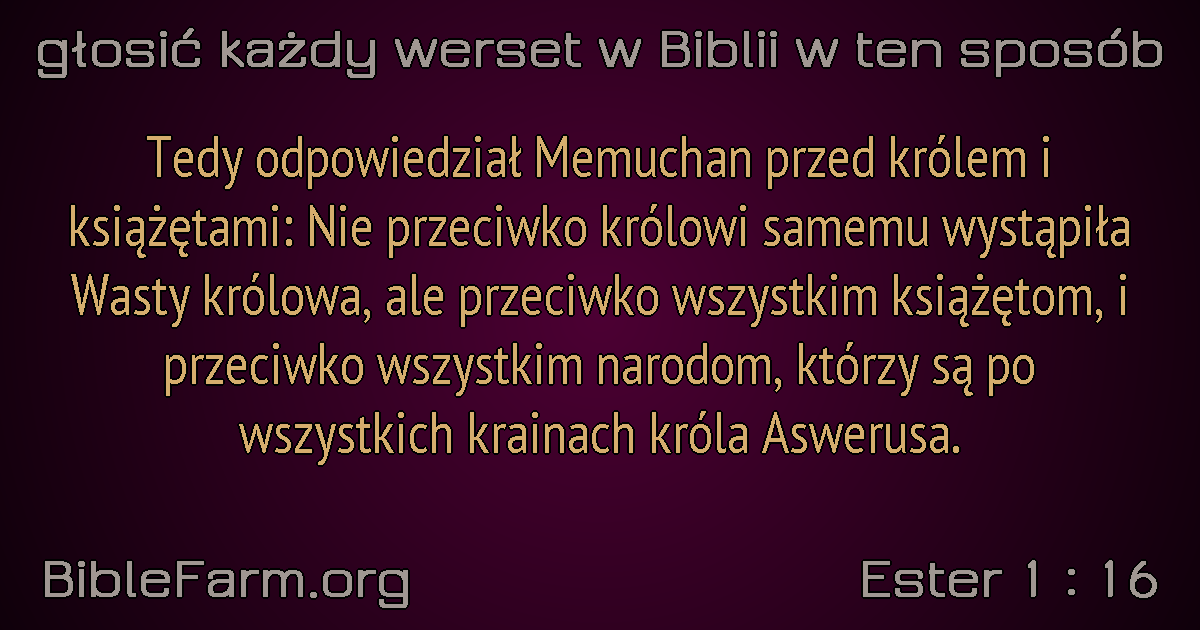 głosić każdy werset w Biblii w ten sposób
Tedy odpowiedział Memuchan przed królem i
książętami: Nie przeciwko królowi samemu wystąpiła
Wasty królowa, ale przeciwko wszystkim książętom, i
przeciwko wszystkim narodom, którzy są po
wszystkich krainach króla Aswerusa.
BibleFarm.org
Ester 1 : 16